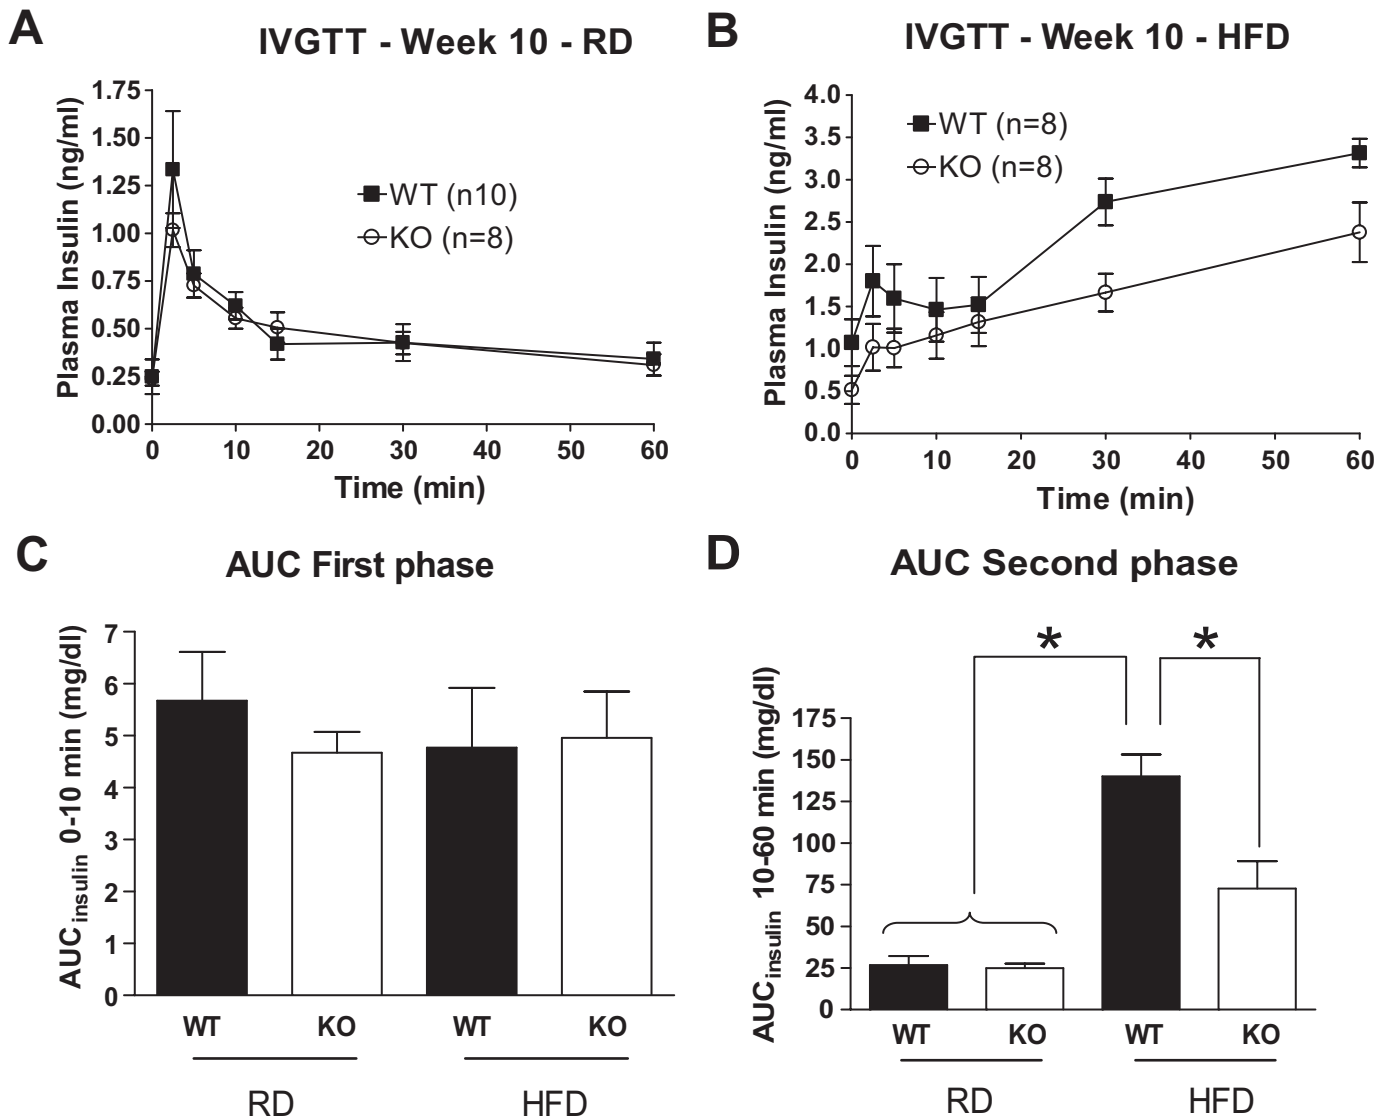 A
IVGTT - Week 10 - RD
Plasma Insulin (ng/ml)
1.75
1.50
1.25
1.00
0.75
0.50
0.25
0.00
WT (n10)
KO (n=8)
0 10 20 30 40 50 60
Time (min)
B
IVGTT - Week 10 - HFD
Plasma Insulin (ng/ml)
4.0
3.5
3.0
2.5
2.0
1.5
1.0
0.5
0.0
WT (n=8)
KO (n=8)
0 10 20 30 40 50 60
Time (min)
C
AUC First phase
AUCinsulin 0-10 min (mg/dl)
7
6
5
4
3
2
1
0
WT KO WT KO
RD HFD
D
AUC Second phase
* *
AUCinsulin 10-60 min (mg/dl)
175
150
125
100
75
50
25
0
WT KO WT KO
RD HFD